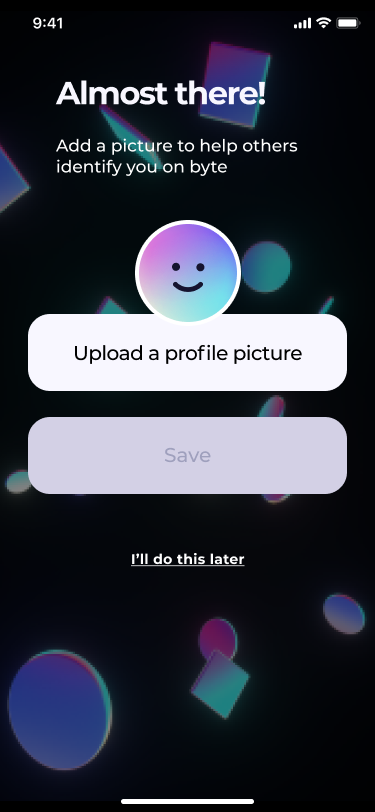 9:41
Almost there!
Add a picture to help others
identify you on byte
Upload a profile picture
Save
I'll do this later